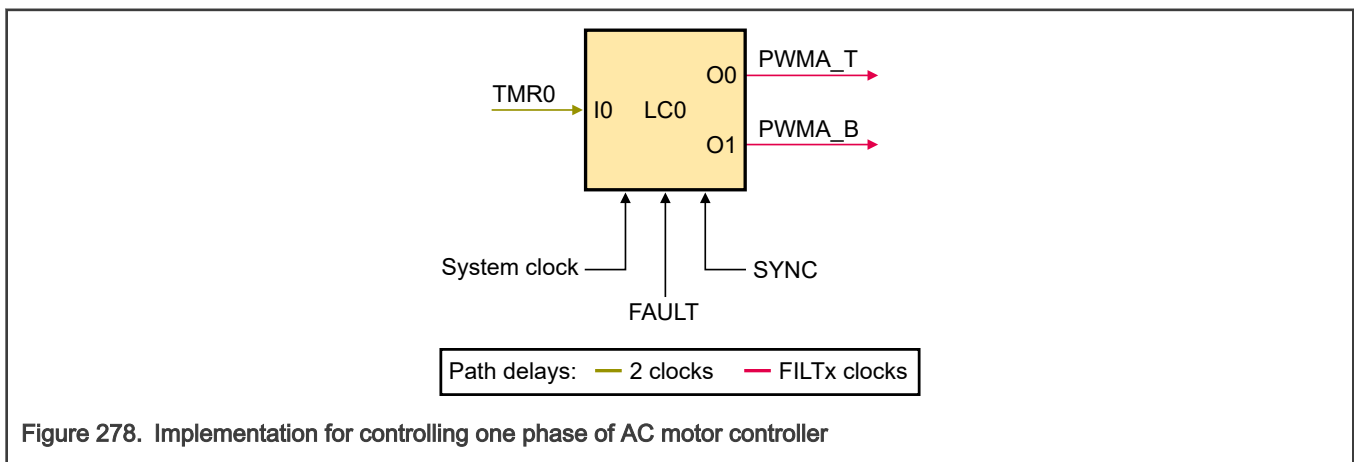 PWMA_T
O0
TMR0
I0 LC0
PWMA_B
O1
System clock
SYNC
FAULT
Path delays: 2 clocks FILTx clocks
Figure 278. Implementation for controlling one phase of AC motor controller